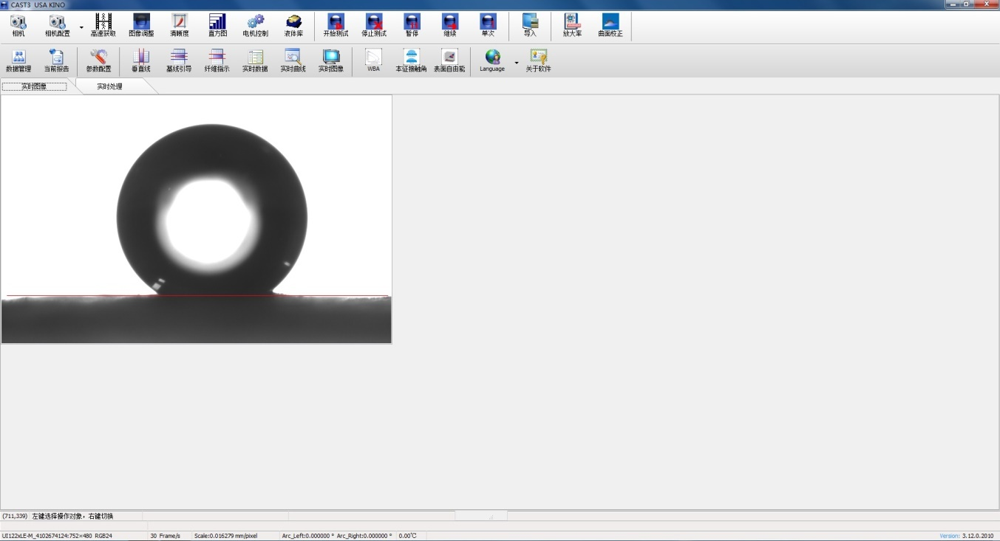 CAST3 USA KINO
相机 相机配置 高速获取 图像调整 清晰度 直方图 电机控制 液体库 开始测试 停止测试 暂停 继续 单次 导入 放大率 曲面校正
数据管理 当前报告 参数配置 垂直线 基线引导 纤维指示 实时数据 实时曲线 实时图像 WBA 本征接触角 表面自由能 Language 关于软件
实时图像 实时处理
(711,339) 左键选择操作对象，右键切换
UI122xLE-M_4102674124:752×480 RGB24 30 Frame/s Scale:0.016279 mm/pixel Arc_Left:0.000000 ° Arc_Right:0.000000 ° 0.00℃ Version: 3.12.0.2010